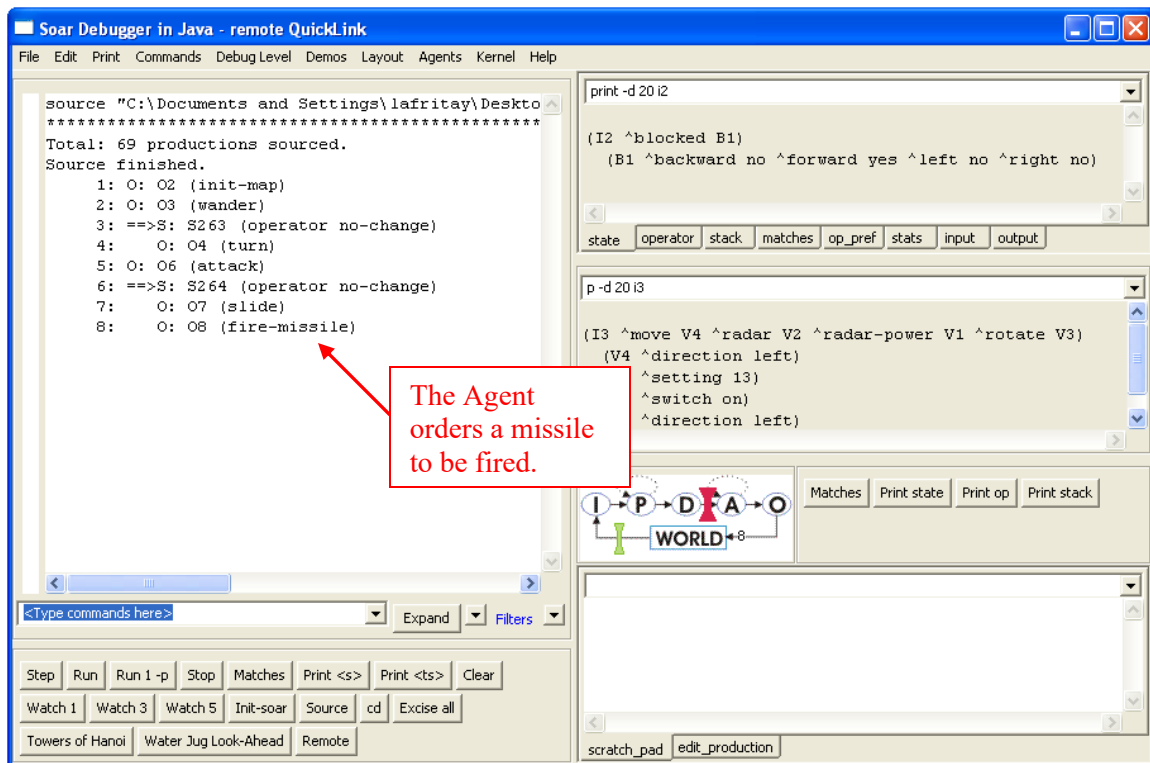 Soar Debugger in Java - remote QuickLink
File Edit Print Commands Debug Level Demos Layout Agents Kernel Help
source "C:\Documents and Settings\lafritay\Deskto
**************************************************
Total: 69 productions sourced.
Source finished.
1: O: O2 (init-map)
2: O: O3 (wander)
3: ==>S: S263 (operator no-change)
4: O: O4 (turn)
5: O: O6 (attack)
6: ==>S: S264 (operator no-change)
7: O: O7 (slide)
8: O: O8 (fire-missile)
The Agent
orders a missile
to be fired.
<Type commands here>
Expand
Filters
Step Run Run 1 -p Stop Matches Print <s> Print <ts> Clear
Watch 1 Watch 3 Watch 5 Init-soar Source cd Excise all
Towers of Hanoi Water Jug Look-Ahead Remote
print -d 20 i2
(I2 ^blocked B1)
(B1 ^backward no ^forward yes ^left no ^right no)
state operator stack matches op_pref stats input output
p -d 20 i3
(I3 ^move V4 ^radar V2 ^radar-power V1 ^rotate V3)
(V4 ^direction left)
^setting 13)
^switch on)
^direction left)
I P D A O
WORLD 8
Matches Print state Print op Print stack
scratch_pad edit_production